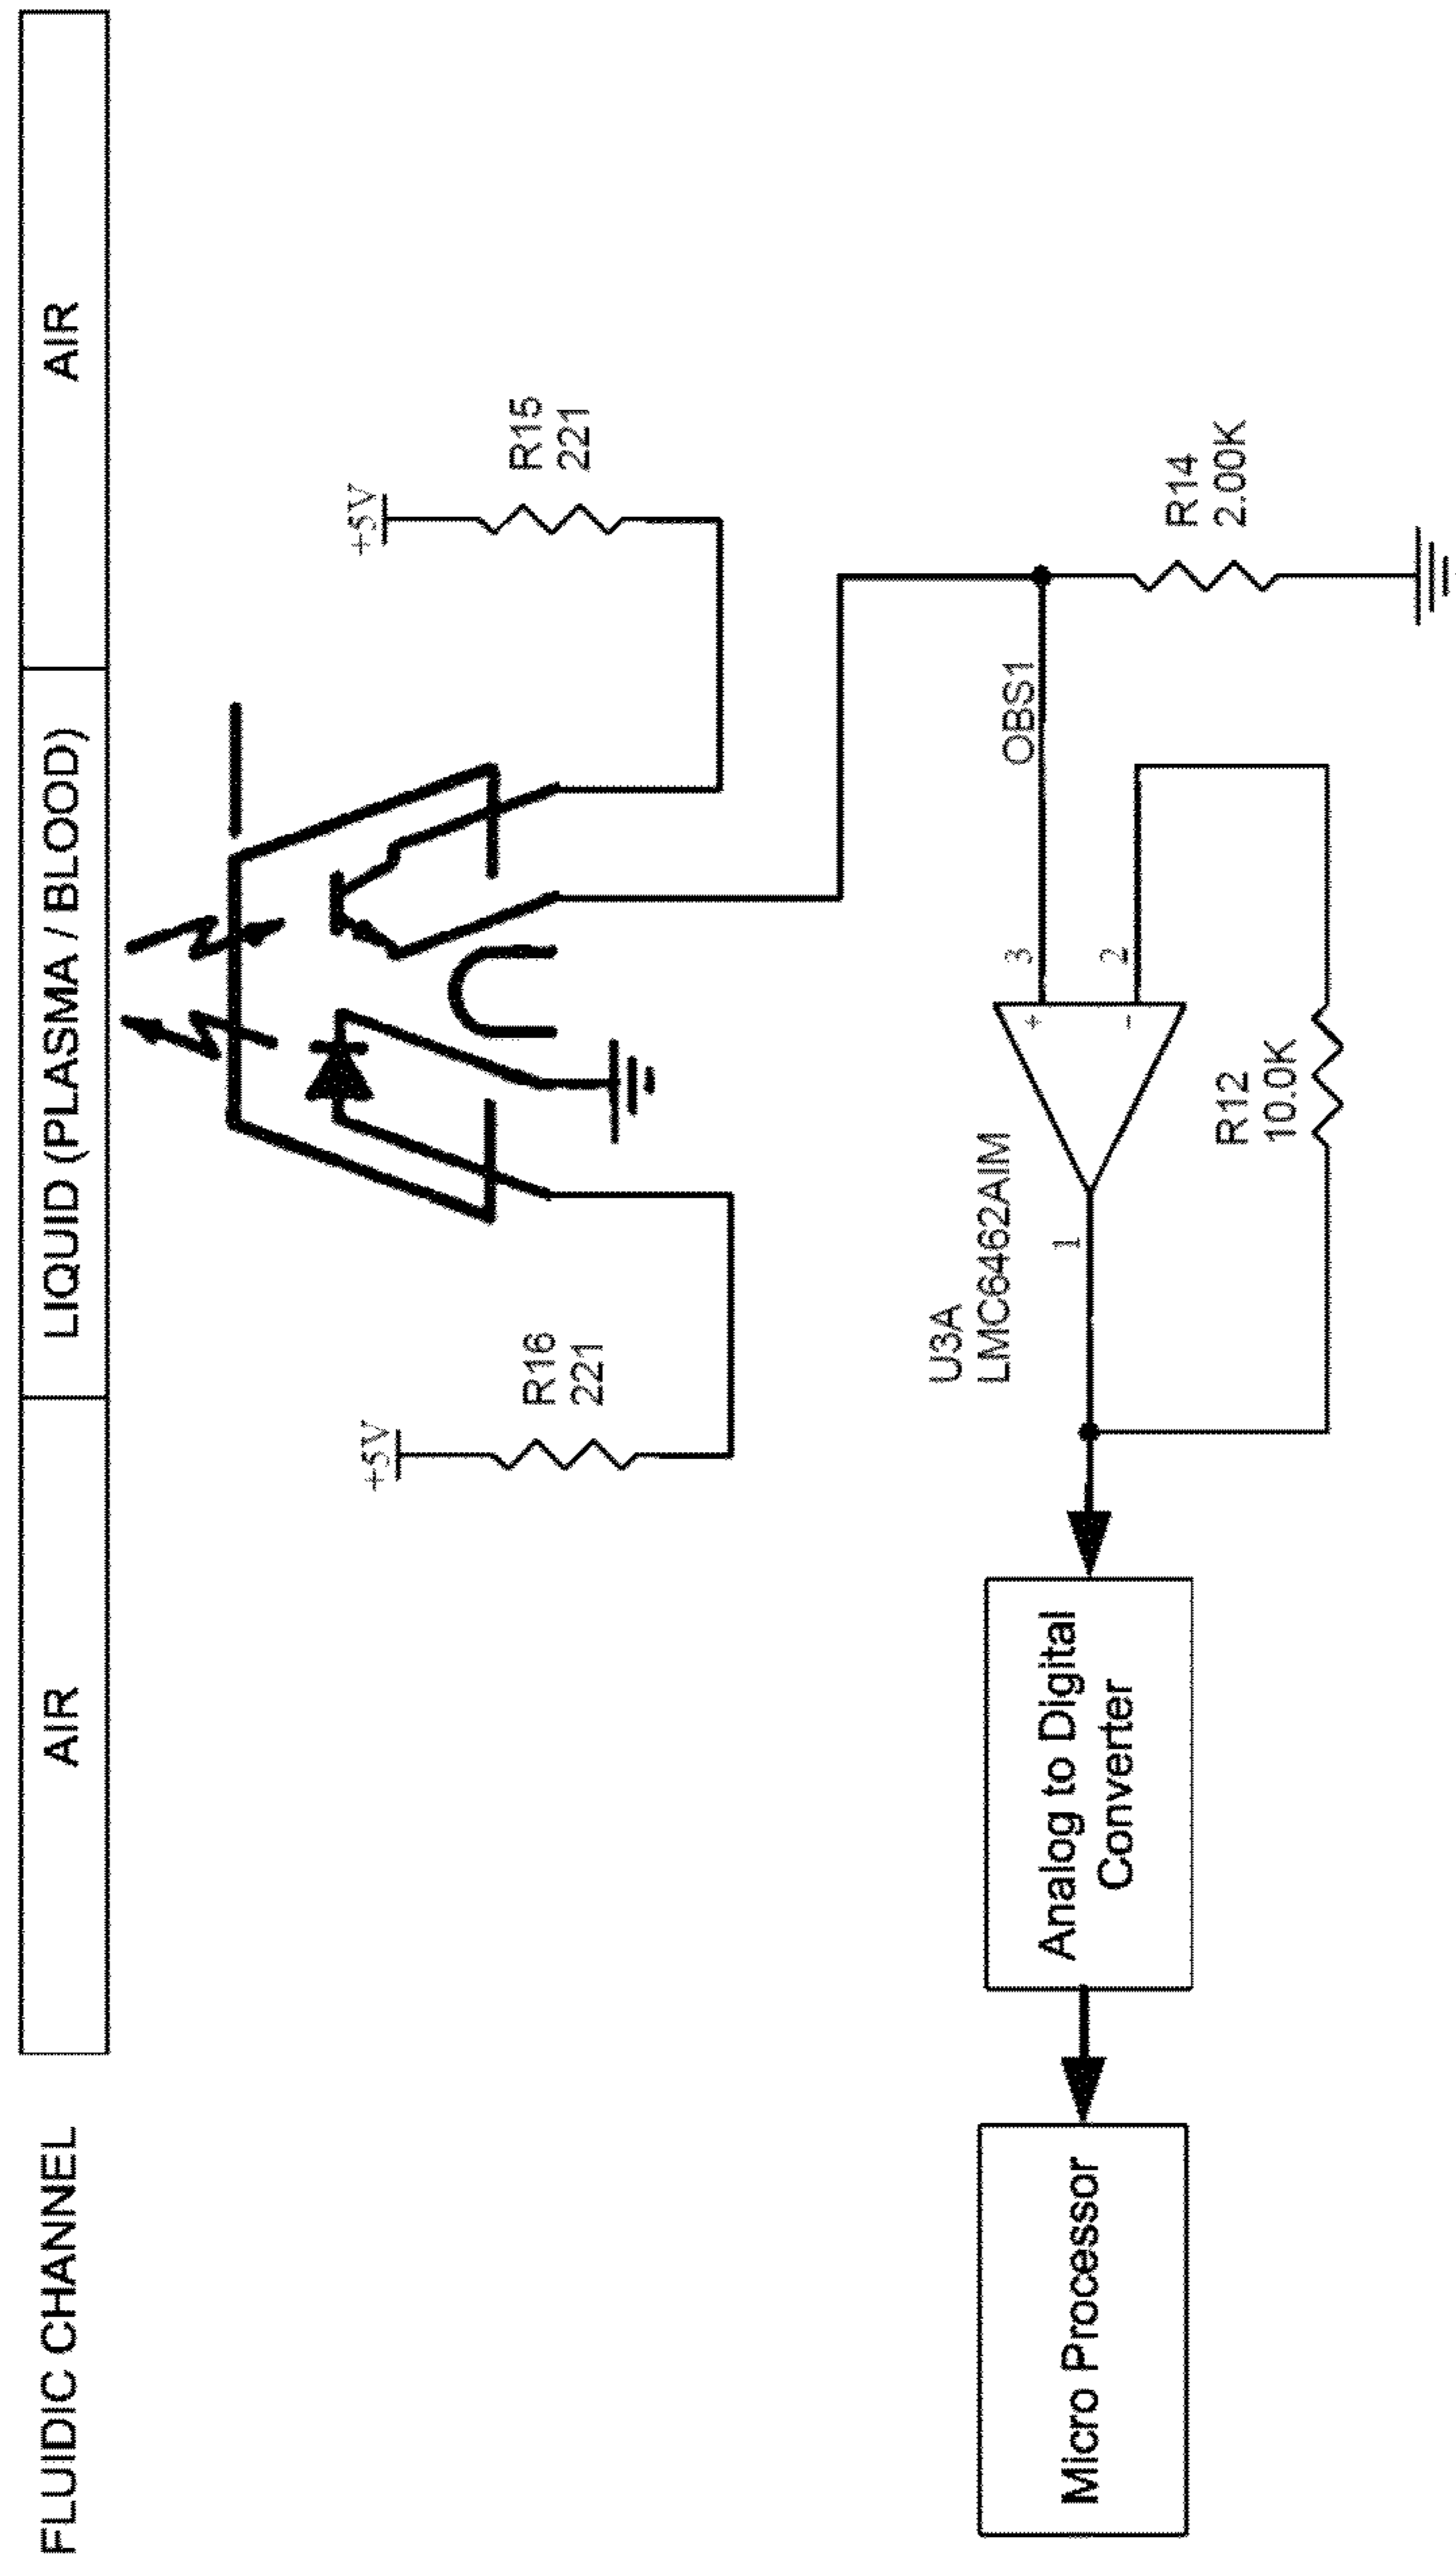 FLUIDIC CHANNEL
AIR
LIQUID (PLASMA / BLOOD)
AIR
+5V
R16
221
+5V
R15
221
OBS1
R14
2.00K
U3A
LMC6462AIM
1
3
2
+
-
R12
10.0K
Analog to Digital
Converter
Micro Processor